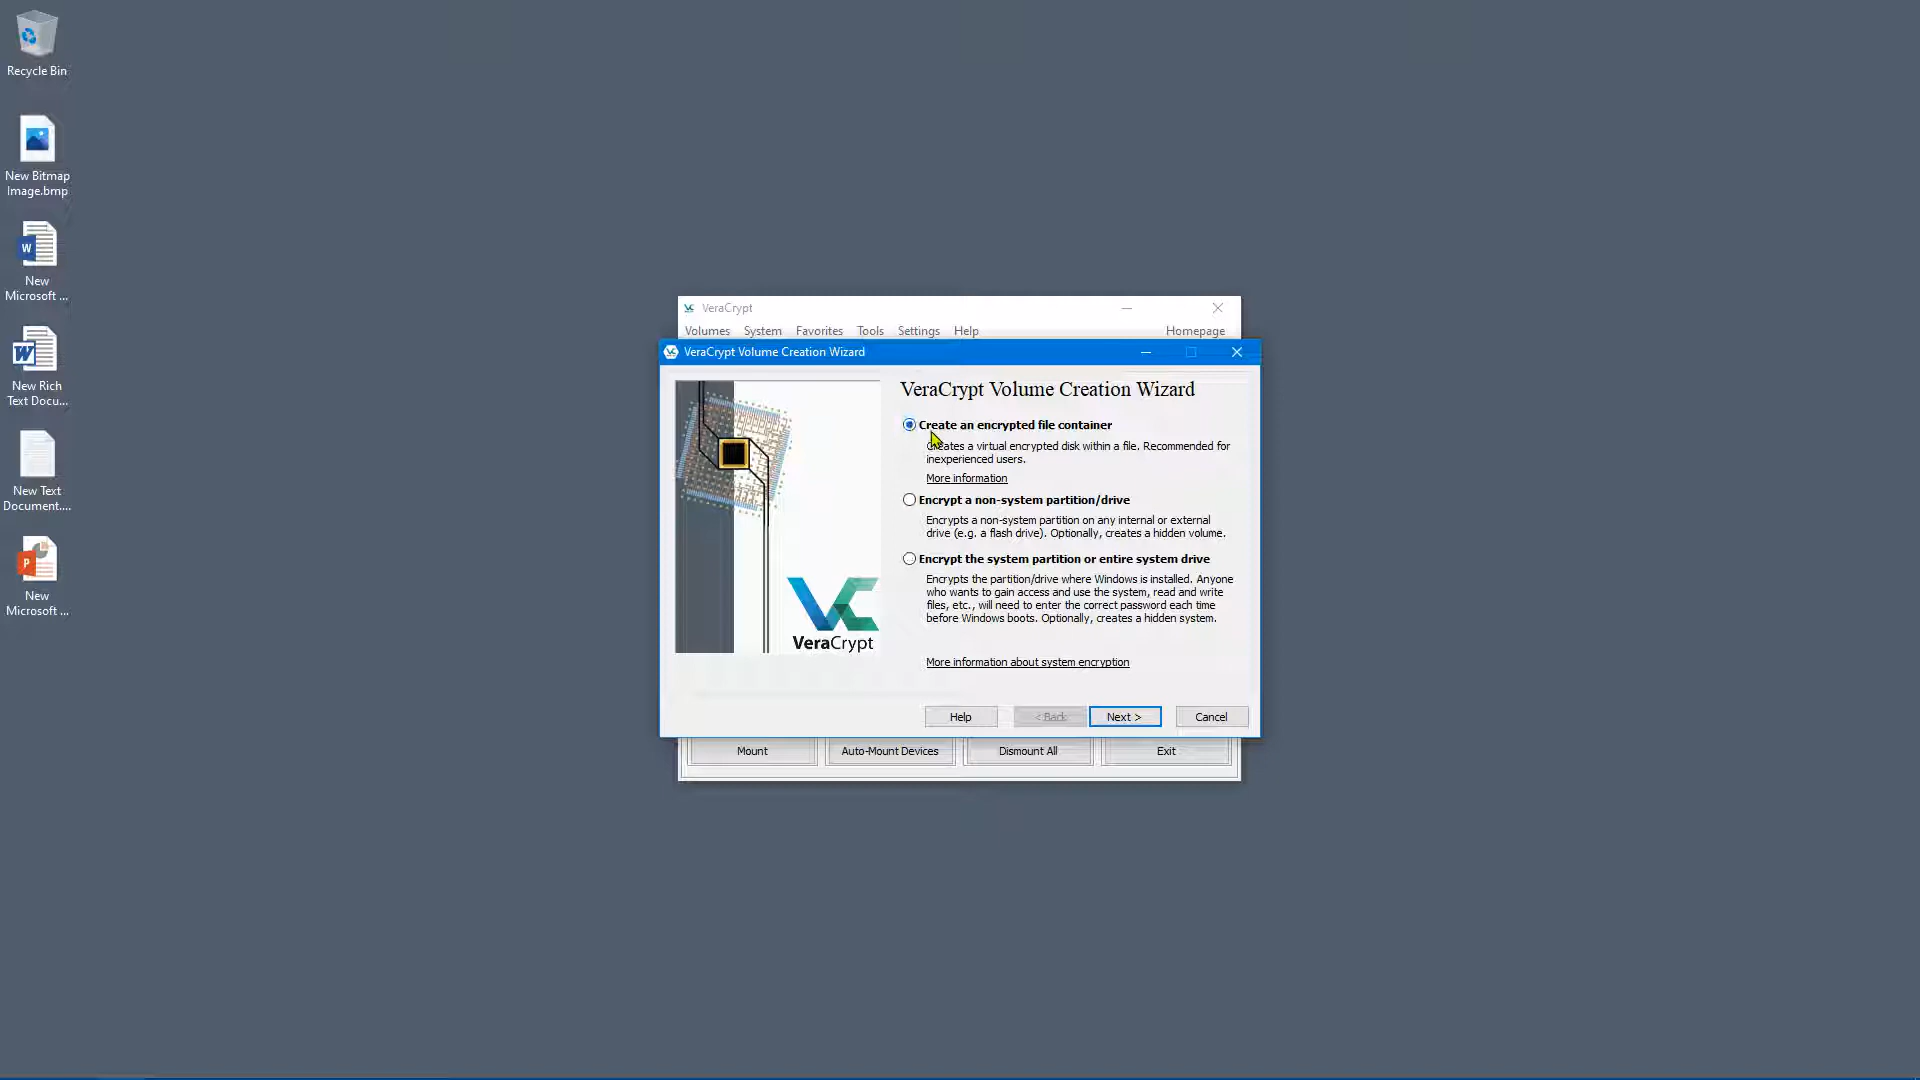 Recycle Bin
New Bitmap
Image.bmp
New
Microsoft ...
New Rich
Text Docu...
New Text
Document....
New
Microsoft ...
VeraCrypt
Volumes System Favorites Tools Settings Help Homepage
VeraCrypt Volume Creation Wizard
VeraCrypt Volume Creation Wizard
Create an encrypted file container
Creates a virtual encrypted disk within a file. Recommended for
inexperienced users.
More information
Encrypt a non-system partition/drive
Encrypts a non-system partition on any internal or external
drive (e.g. a flash drive). Optionally, creates a hidden volume.
Encrypt the system partition or entire system drive
Encrypts the partition/drive where Windows is installed. Anyone
who wants to gain access and use the system, read and write
files, etc., will need to enter the correct password each time
before Windows boots. Optionally, creates a hidden system.
More information about system encryption
VeraCrypt
Help < Back Next > Cancel
Mount Auto-Mount Devices Dismount All Exit